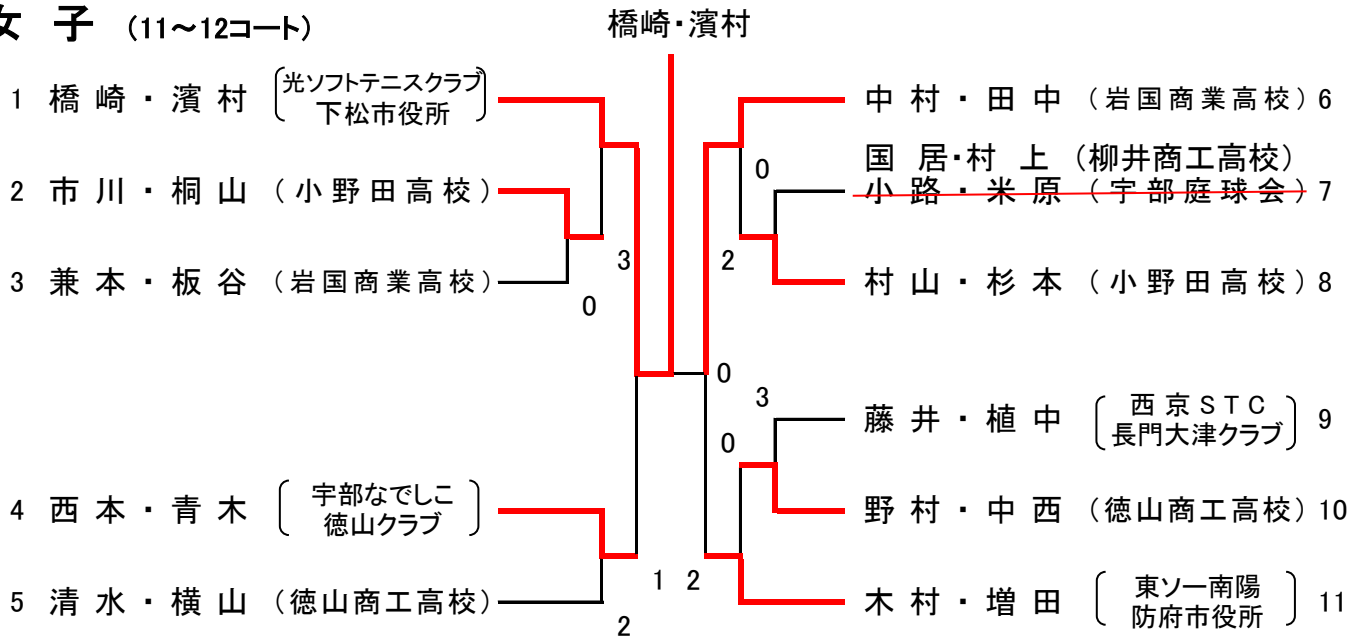 女 子 (11～12コート)
橋崎・濱村
1 橋 崎 ・ 濱 村 光ソフトテニスクラブ
下松市役所
2 市 川 ・ 桐 山 (小野田高校)
3 兼 本 ・ 板 谷 (岩国商業高校)
3
0
4 西 本 ・ 青 木 宇部なでしこ
徳山クラブ
5 清 水 ・ 横 山 (徳山商工高校)
2
1 2
0
中 村 ・ 田 中 (岩国商業高校) 6
国 居・村 上 (柳井商工高校)
小 路 ・ 米 原 (宇部庭球会) 7
村 山 ・ 杉 本 (小野田高校) 8
0
2
藤 井 ・ 植 中 西京STC
長門大津クラブ 9
野 村 ・ 中 西 (徳山商工高校) 10
木 村 ・ 増 田 東ソー南陽
防府市役所 11
3
0